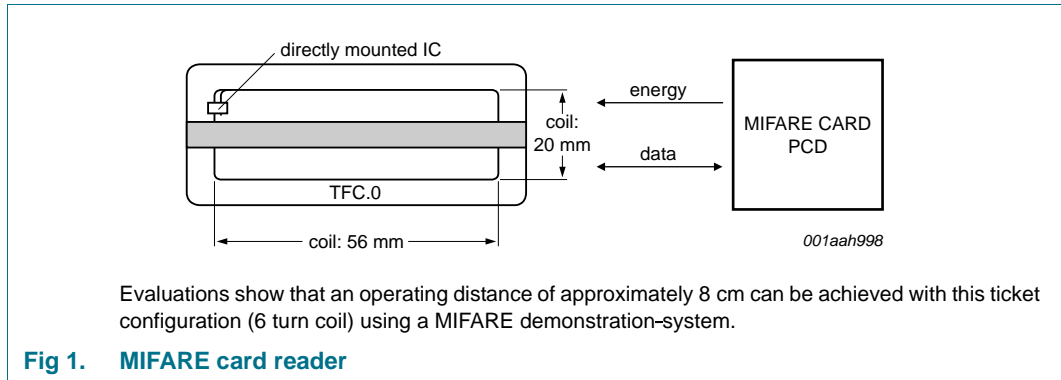 directly mounted IC
coil:
20 mm
TFC.0
coil: 56 mm
energy
data
MIFARE CARD
PCD
001aah998
Evaluations show that an operating distance of approximately 8 cm can be achieved with this ticket
configuration (6 turn coil) using a MIFARE demonstration-system.
Fig 1. MIFARE card reader